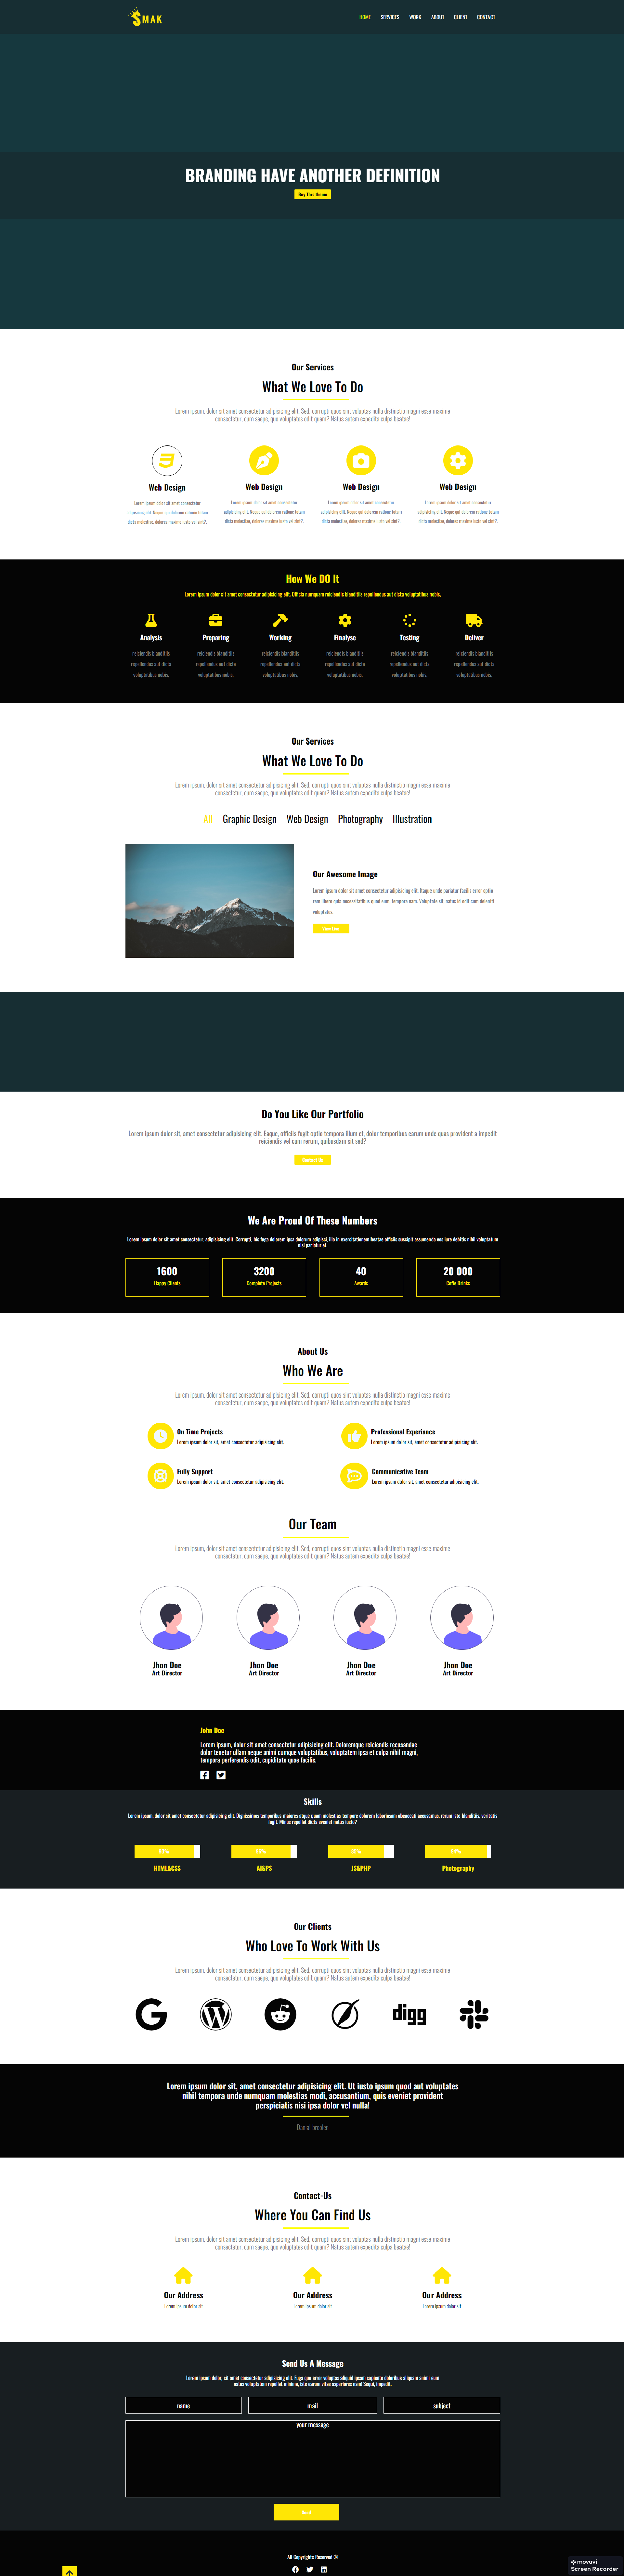 SMAK
HOME SERVICES WORK ABOUT CLIENT CONTACT
BRANDING HAVE ANOTHER DEFINITION
Buy This theme
Our Services
What We Love To Do
Lorem ipsum, dolor sit amet consectetur adipisicing elit. Sed, corrupti quos sint voluptas nulla distinctio magni esse maxime
consectetur, cum saepe, quo voluptates odit quam? Natus autem expedita culpa beatae!
Web Design Web Design Web Design Web Design
Lorem ipsum dolor sit amet consectetur
adipisicing elit. Neque qui dolorem ratione totam
dicta molestiae, dolores maxime iusto vel sint?.
Lorem ipsum dolor sit amet consectetur
adipisicing elit. Neque qui dolorem ratione totam
dicta molestiae, dolores maxime iusto vel sint?.
Lorem ipsum dolor sit amet consectetur
adipisicing elit. Neque qui dolorem ratione totam
dicta molestiae, dolores maxime iusto vel sint?.
Lorem ipsum dolor sit amet consectetur
adipisicing elit. Neque qui dolorem ratione totam
dicta molestiae, dolores maxime iusto vel sint?.
How We DO It
Lorem ipsum dolor sit amet consectetur adipisicing elit. Officia numquam reiciendis blanditiis repellendus aut dicta voluptatibus nobis,
Analysis Preparing Working Finalyse Testing Deliver
reiciendis blanditiis
repellendus aut dicta
voluptatibus nobis,
reiciendis blanditiis
repellendus aut dicta
voluptatibus nobis,
reiciendis blanditiis
repellendus aut dicta
voluptatibus nobis,
reiciendis blanditiis
repellendus aut dicta
voluptatibus nobis,
reiciendis blanditiis
repellendus aut dicta
voluptatibus nobis,
reiciendis blanditiis
repellendus aut dicta
voluptatibus nobis,
Our Services
What We Love To Do
Lorem ipsum, dolor sit amet consectetur adipisicing elit. Sed, corrupti quos sint voluptas nulla distinctio magni esse maxime
consectetur, cum saepe, quo voluptates odit quam? Natus autem expedita culpa beatae!
All Graphic Design Web Design Photography Illustration
Our Awesome Image
Lorem ipsum dolor sit amet consectetur adipisicing elit. Itaque unde pariatur facilis error optio
rem libero quis necessitatibus quod eum, tempora nam. Voluptate sit, natus id odit cum deleniti
voluptates.
View Live
Do You Like Our Portfolio
Lorem ipsum dolor sit, amet consectetur adipisicing elit. Eaque, officiis fugit optio tempora illum et, dolor temporibus earum unde quas provident a impedit
reiciendis vel cum rerum, quibusdam sit sed?
Contact Us
We Are Proud Of These Numbers
Lorem ipsum dolor sit amet consectetur, adipisicing elit. Corrupti, hic fuga dolorem ipsa dolorum adipisci, illo in exercitationem beatae officiis suscipit assumenda eos iure debitis nihil voluptatum
nisi pariatur et.
1600 3200 40 20 000
Happy Clients Complete Projects Awards Coffe Drinks
About Us
Who We Are
Lorem ipsum, dolor sit amet consectetur adipisicing elit. Sed, corrupti quos sint voluptas nulla distinctio magni esse maxime
consectetur, cum saepe, quo voluptates odit quam? Natus autem expedita culpa beatae!
On Time Projects
Lorem ipsum dolor sit, amet consectetur adipisicing elit.
Professional Experiance
Lorem ipsum dolor sit, amet consectetur adipisicing elit.
Fully Support
Lorem ipsum dolor sit, amet consectetur adipisicing elit.
Communicative Team
Lorem ipsum dolor sit, amet consectetur adipisicing elit.
Our Team
Lorem ipsum, dolor sit amet consectetur adipisicing elit. Sed, corrupti quos sint voluptas nulla distinctio magni esse maxime
consectetur, cum saepe, quo voluptates odit quam? Natus autem expedita culpa beatae!
Jhon Doe Jhon Doe Jhon Doe Jhon Doe
Art Director Art Director Art Director Art Director
John Doe
Lorem ipsum, dolor sit amet consectetur adipisicing elit. Doloremque reiciendis recusandae
dolor tenetur ullam neque animi cumque voluptatibus, voluptatem ipsa et culpa nihil magni,
tempora perferendis odit, cupiditate quae facilis.
Skills
Lorem ipsum, dolor sit amet consectetur adipisicing elit. Dignissimos temporibus maiores atque quam molestias tempore dolorem laboriosam obcaecati accusamus, rerum iste blanditiis, veritatis
fugit. Minus repellat dicta eveniet natus iusto?
HTML&CSS AI&PS JS&PHP Photography
Our Clients
Who Love To Work With Us
Lorem ipsum, dolor sit amet consectetur adipisicing elit. Sed, corrupti quos sint voluptas nulla distinctio magni esse maxime
consectetur, cum saepe, quo voluptates odit quam? Natus autem expedita culpa beatae!
digg
Lorem ipsum dolor sit, amet consectetur adipisicing elit. Ut iusto ipsum quod aut voluptates
nihil tempora unde numquam molestias modi, accusantium, quis eveniet provident
perspiciatis nisi ipsa dolor vel nulla!
Danial broolen
Contact-Us
Where You Can Find Us
Lorem ipsum, dolor sit amet consectetur adipisicing elit. Sed, corrupti quos sint voluptas nulla distinctio magni esse maxime
consectetur, cum saepe, quo voluptates odit quam? Natus autem expedita culpa beatae!
Our Address Our Address Our Address
Lorem ipsum dolor sit Lorem ipsum dolor sit Lorem ipsum dolor sit
Send Us A Message
Lorem ipsum dolor, sit amet consectetur adipisicing elit. Fuga quo error voluptas aliquid ipsam sapiente doloribus aliquam animi eum
natus voluptatem repellat minima, iste earum vitae asperiores nam! Sequi, impedit.
name mail subject
your message
Send
All Copyrights Reserved ©
movavi
Screen Recorder